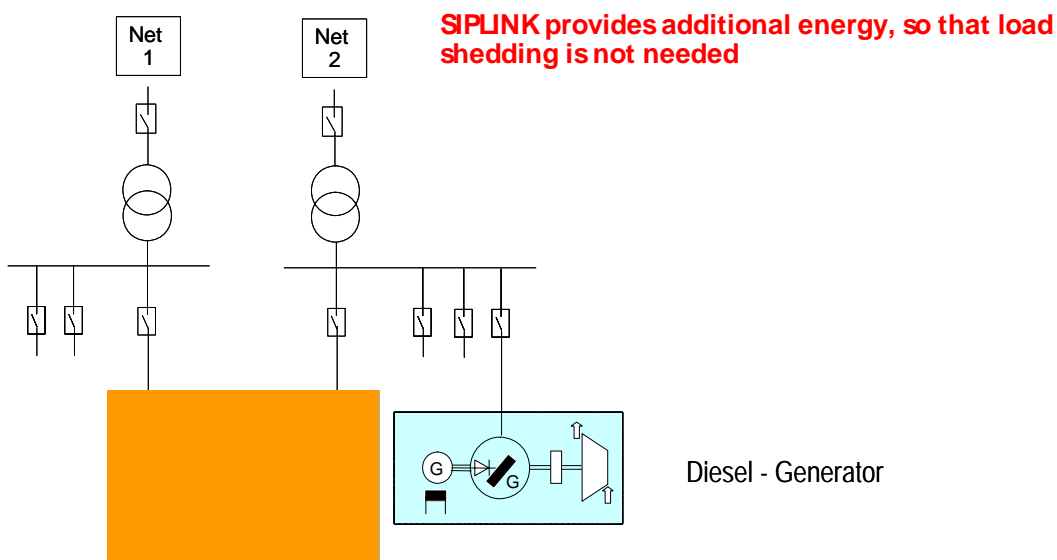 Net
1
Net
2
SIPLINK provides additional energy, so that load
shedding is not needed
G
G
Diesel - Generator